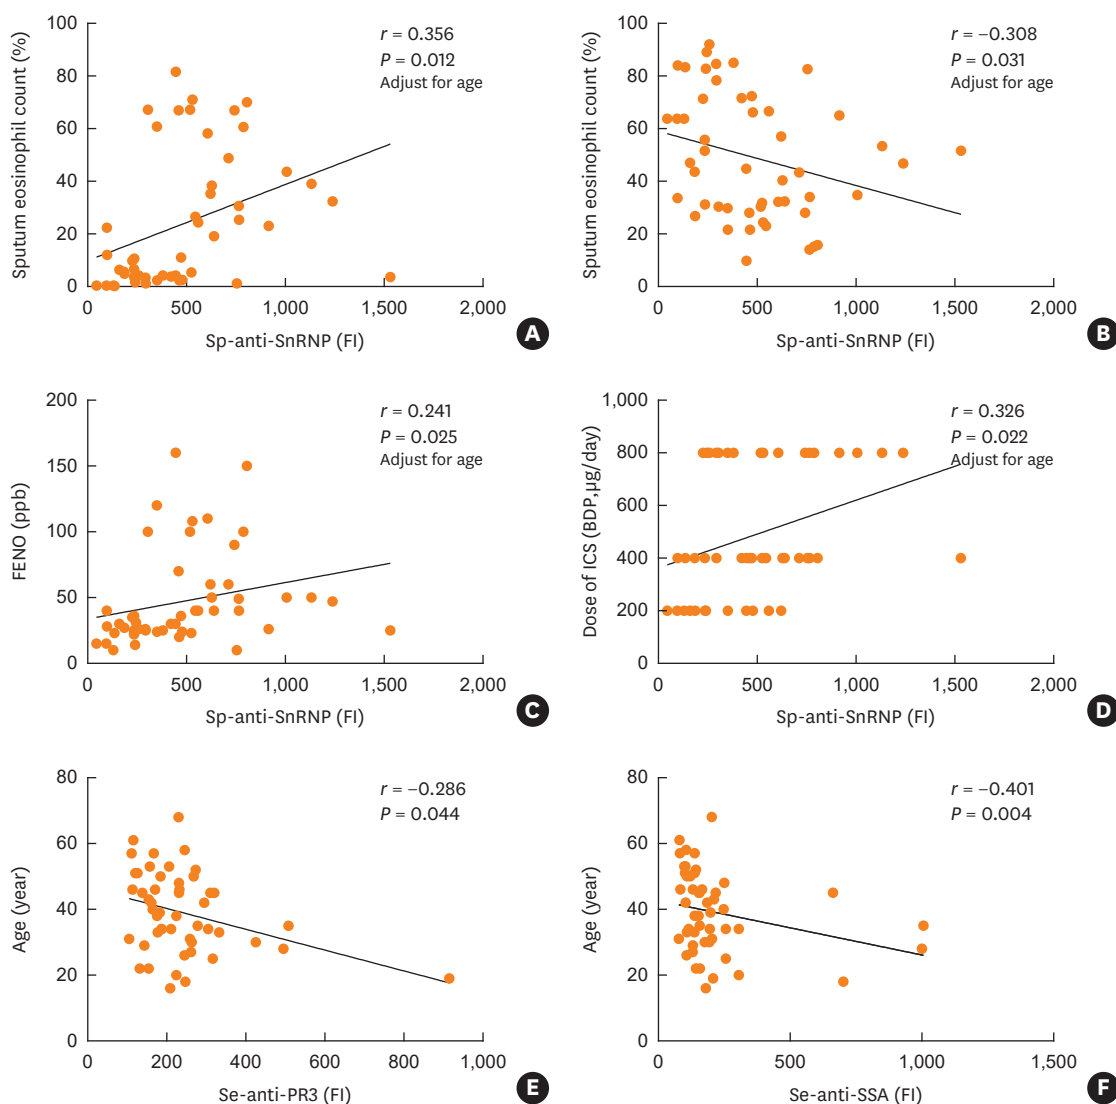 100
80
60
40
20
0
Sputum eosinophil count (%)
r = 0.356
P = 0.012
Adjust for age
0 500 1,000 1,500 2,000
Sp-anti-SnRNP (FI)
A
100
80
60
40
20
0
Sputum eosinophil count (%)
r = −0.308
P = 0.031
Adjust for age
0 500 1,000 1,500 2,000
Sp-anti-SnRNP (FI)
B
200
150
100
50
0
FENO (ppb)
r = 0.241
P = 0.025
Adjust for age
0 500 1,000 1,500 2,000
Sp-anti-SnRNP (FI)
C
1,000
800
600
400
200
0
Dose of ICS (BDP,µg/day)
r = 0.326
P = 0.022
Adjust for age
0 500 1,000 1,500 2,000
Sp-anti-SnRNP (FI)
D
80
60
40
20
0
Age (year)
r = −0.286
P = 0.044
0 200 400 600 800 1,000
Se-anti-PR3 (FI)
E
80
60
40
20
0
Age (year)
r = −0.401
P = 0.004
0 500 1,000 1,500
Se-anti-SSA (FI)
F